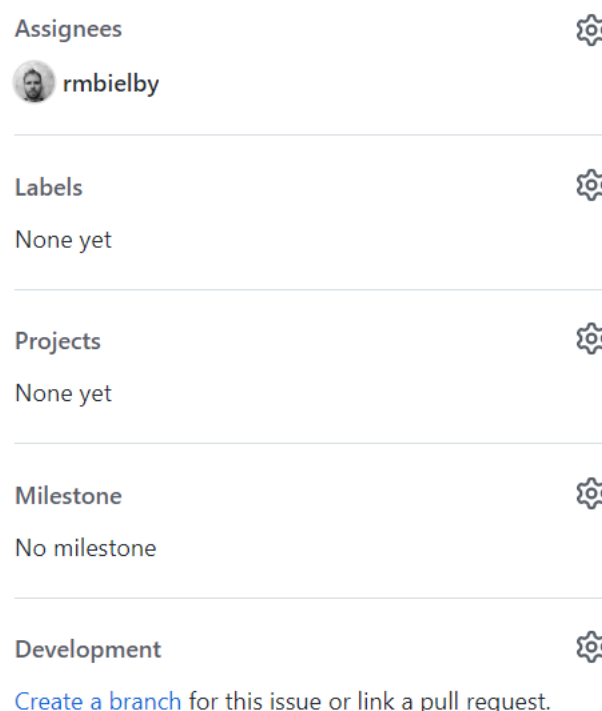 Assignees
rmbielby
Labels
None yet
Projects
None yet
Milestone
No milestone
Development
Create a branch for this issue or link a pull request.